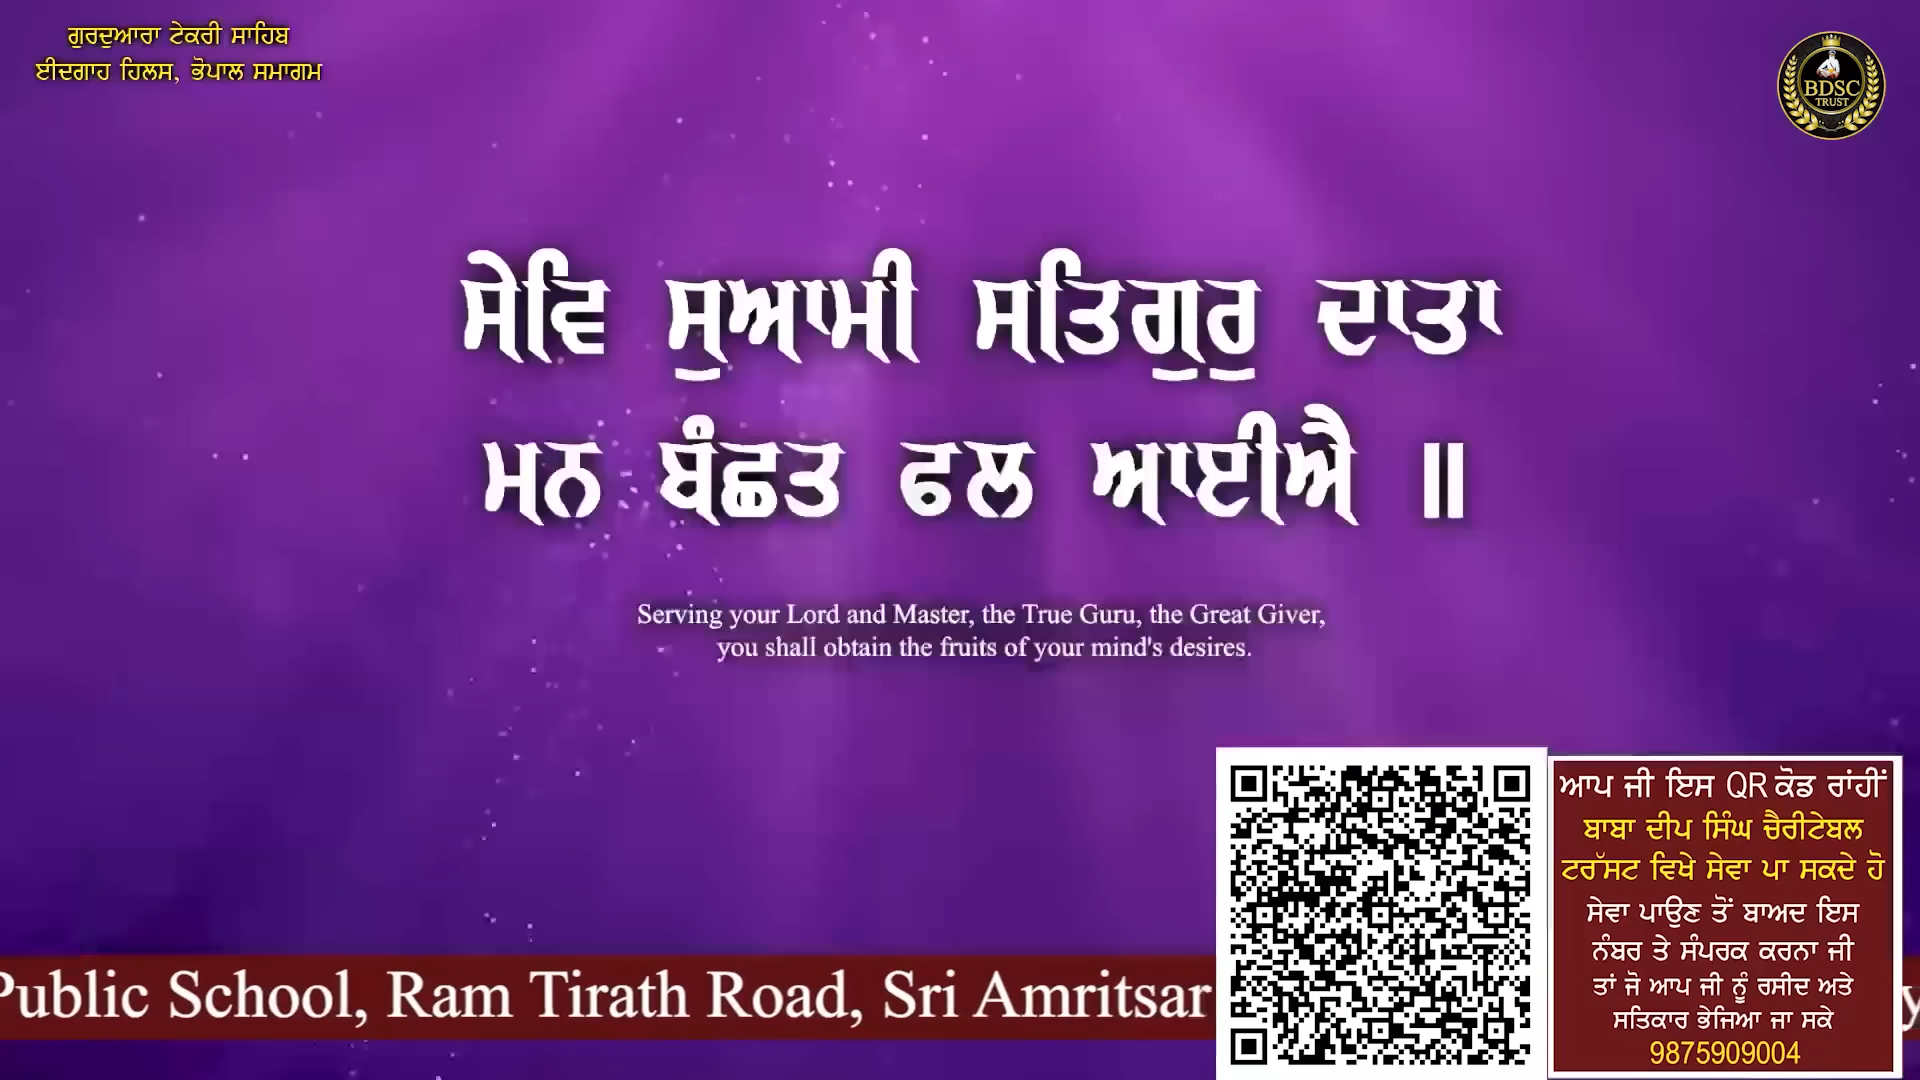 ਗੁਰਦੁਆਰਾ ਟੇਕਰੀ ਸਾਹਿਬ
ਈਦਗਾਹ ਹਿਲਸ, ਭੋਪਾਲ ਸਮਾਗਮ
BDSC
TRUST
ਸੇਵਿ ਸੁਆਮੀ ਸਤਿਗੁਰੁ ਦਾਤਾ
ਮਨ ਬੰਛਤ ਫਲ ਆਈਐ ॥
Serving your Lord and Master, the True Guru, the Great Giver,
you shall obtain the fruits of your mind's desires.
ਆਪ ਜੀ ਇਸ QR ਕੋਡ ਰਾਂਹੀਂ
ਬਾਬਾ ਦੀਪ ਸਿੰਘ ਚੈਰੀਟੇਬਲ
ਟਰੱਸਟ ਵਿਖੇ ਸੇਵਾ ਪਾ ਸਕਦੇ ਹੋ
ਸੇਵਾ ਪਾਉਣ ਤੋਂ ਬਾਅਦ ਇਸ
ਨੰਬਰ ਤੇ ਸੰਪਰਕ ਕਰਨਾ ਜੀ
ਤਾਂ ਜੋ ਆਪ ਜੀ ਨੂੰ ਰਸੀਦ ਅਤੇ
ਸਤਿਕਾਰ ਭੇਜਿਆ ਜਾ ਸਕੇ
9875909004
Public School, Ram Tirath Road, Sri Amritsar